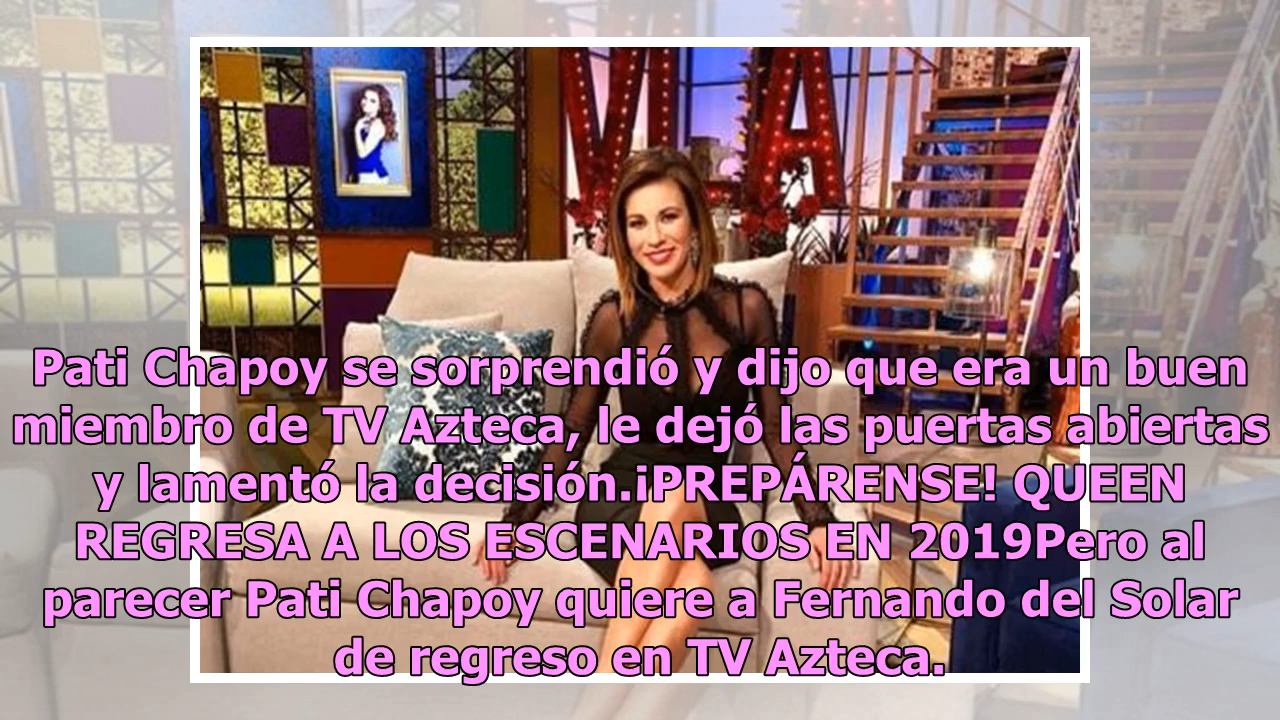 MLA
Pati Chapoy se sorprendió y dijo que era un buen
miembro de TV Azteca, le dejó las puertas abiertas
y lamentó la decisión.¡PREPÁRENSE! QUEEN
REGRESA A LOS ESCENARIOS EN 2019Pero al
parecer Pati Chapoy quiere a Fernando del Solar
de regreso en TV Azteca.